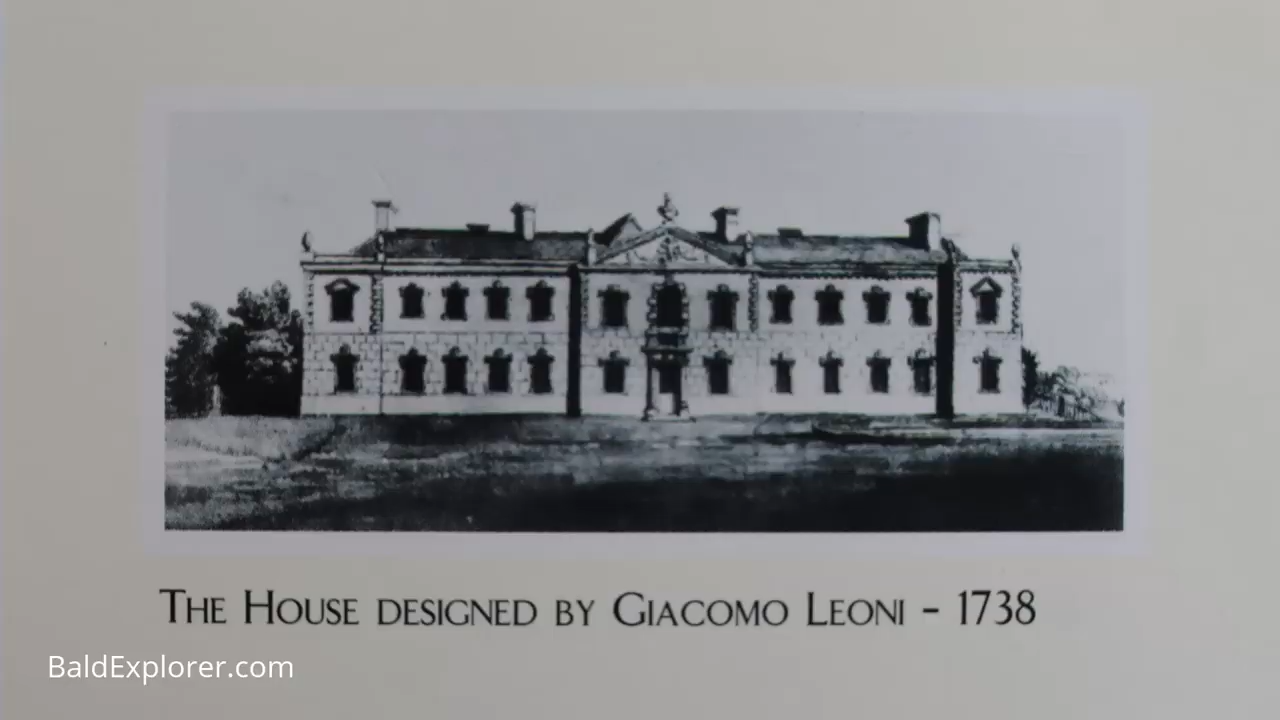 The House designed by Giacomo Leoni – 1738
BaldExplorer.com